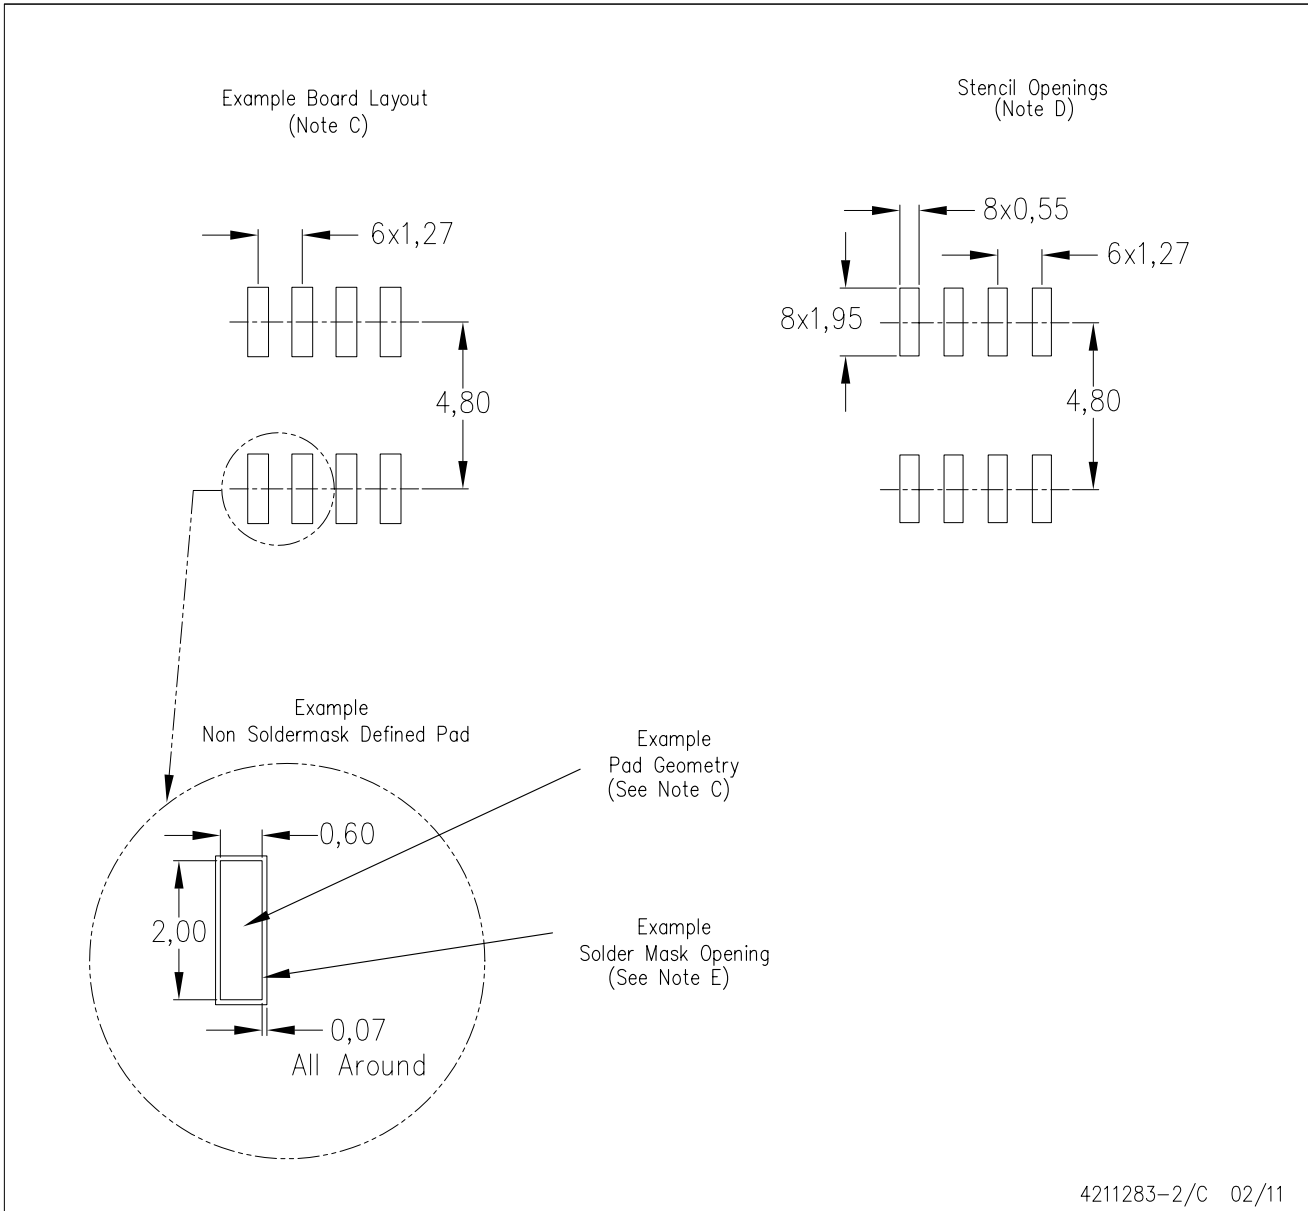 Example Board Layout
(Note C)
Stencil Openings
(Note D)
6x1,27
4,80
8x0,55
6x1,27
8x1,95
4,80
Example
Non Soldermask Defined Pad
Example
Pad Geometry
(See Note C)
0,60
2,00
Example
Solder Mask Opening
(See Note E)
0,07
All Around
4211283-2/C 02/11